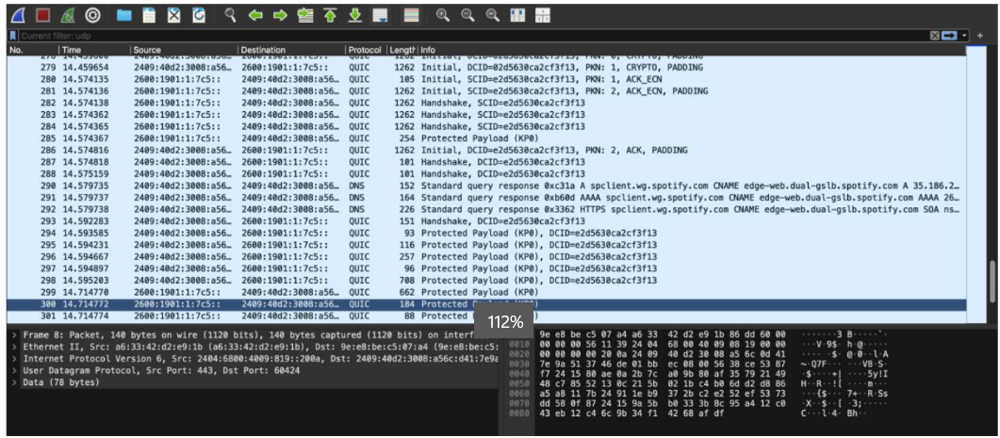 Current filter: udp
No. Time Source Destination Protocol Length Info
279 14.459654 2409:40d2:3008:a56… 2600:1901:1:7c5:: QUIC 1262 Initial, DCID=02d5630ca2cf3f13, PKN: 1, CRYPTO, PADDING
280 14.574135 2600:1901:1:7c5:: 2409:40d2:3008:a56… QUIC 105 Initial, SCID=e2d5630ca2cf3f13, PKN: 1, ACK_ECN
281 14.574136 2600:1901:1:7c5:: 2409:40d2:3008:a56… QUIC 1262 Initial, SCID=e2d5630ca2cf3f13, PKN: 2, ACK_ECN, PADDING
282 14.574138 2600:1901:1:7c5:: 2409:40d2:3008:a56… QUIC 1262 Handshake, SCID=e2d5630ca2cf3f13
283 14.574362 2600:1901:1:7c5:: 2409:40d2:3008:a56… QUIC 1262 Handshake, SCID=e2d5630ca2cf3f13
284 14.574365 2600:1901:1:7c5:: 2409:40d2:3008:a56… QUIC 1262 Handshake, SCID=e2d5630ca2cf3f13
285 14.574367 2600:1901:1:7c5:: 2409:40d2:3008:a56… QUIC 254 Protected Payload (KP0)
286 14.574816 2409:40d2:3008:a56… 2600:1901:1:7c5:: QUIC 1262 Initial, DCID=e2d5630ca2cf3f13, PKN: 2, ACK, PADDING
287 14.574818 2409:40d2:3008:a56… 2600:1901:1:7c5:: QUIC 101 Handshake, DCID=e2d5630ca2cf3f13
288 14.575159 2409:40d2:3008:a56… 2600:1901:1:7c5:: QUIC 101 Handshake, DCID=e2d5630ca2cf3f13
290 14.579735 2409:40d2:3008:a56… 2409:40d2:3008:a56… DNS 152 Standard query response 0xc31a A spclient.wg.spotify.com CNAME edge-web.dual-gslb.spotify.com A 35.186.2…
291 14.579737 2409:40d2:3008:a56… 2409:40d2:3008:a56… DNS 164 Standard query response 0xb60d AAAA spclient.wg.spotify.com CNAME edge-web.dual-gslb.spotify.com AAAA 26…
292 14.579738 2409:40d2:3008:a56… 2409:40d2:3008:a56… DNS 226 Standard query response 0x3362 HTTPS spclient.wg.spotify.com CNAME edge-web.dual-gslb.spotify.com SOA ns…
293 14.592283 2409:40d2:3008:a56… 2600:1901:1:7c5:: QUIC 151 Handshake, DCID=e2d5630ca2cf3f13
294 14.593585 2409:40d2:3008:a56… 2600:1901:1:7c5:: QUIC 93 Protected Payload (KP0), DCID=e2d5630ca2cf3f13
295 14.594231 2409:40d2:3008:a56… 2600:1901:1:7c5:: QUIC 116 Protected Payload (KP0), DCID=e2d5630ca2cf3f13
296 14.594667 2409:40d2:3008:a56… 2600:1901:1:7c5:: QUIC 257 Protected Payload (KP0), DCID=e2d5630ca2cf3f13
297 14.594897 2409:40d2:3008:a56… 2600:1901:1:7c5:: QUIC 96 Protected Payload (KP0), DCID=e2d5630ca2cf3f13
298 14.595203 2409:40d2:3008:a56… 2600:1901:1:7c5:: QUIC 708 Protected Payload (KP0), DCID=e2d5630ca2cf3f13
299 14.714770 2600:1901:1:7c5:: 2409:40d2:3008:a56… QUIC 662 Protected Payload (KP0)
300 14.714772 2600:1901:1:7c5:: 2409:40d2:3008:a56… QUIC 184 Protected
301 14.714774 2600:1901:1:7c5:: 2409:40d2:3008:a56… QUIC 88 Protected
112%
Frame 8: Packet, 140 bytes on wire (1120 bits), 140 bytes captured (1120 bits) on interf
Ethernet II, Src: a6:33:42:d2:e9:1b (a6:33:42:d2:e9:1b), Dst: 9e:e8:be:c5:07:a4 (9e:e8:be:c5:
Internet Protocol Version 6, Src: 2404:6800:4009:819::200a, Dst: 2409:40d2:3008:a56c:d41:7e9a
User Datagram Protocol, Src Port: 443, Dst Port: 60424
Data (78 bytes)
9e e8 be c5 07 a4 a6 33 42 d2 e9 1b 86 dd 60 00 ·······3 B·····`·
0010 00 00 00 56 11 39 24 04 68 00 40 09 08 19 00 00 ···V·9$· h·@·····
0020 00 00 00 00 20 0a 24 09 40 d2 30 08 a5 6c 0d 41 ···· ·$· @·0··l·A
0030 7e 9a 51 37 46 de 01 bb ec 08 00 56 38 ce 53 87
0040 f7 24 15 80 ae 0a 2b 7c a0 9b 80 af 35 79 21 49 ·$····+| ····5y!I
0050 48 c7 85 52 13 0c 21 5b 02 1b c4 b0 6d d2 d8 86 H··R··![ ····m···
0060 a5 a8 11 7b 24 91 1e b9 37 2b c2 e2 52 ef 53 73 ···{$··· 7+··R·Ss
0070 dd 58 0f 87 24 15 9a 5b b0 33 3b 8c 95 a4 12 c0 ·X··$··[ ·3;·····
0080 43 eb 12 c4 6c 9b 34 f1 42 68 af df C···l·4· Bh··